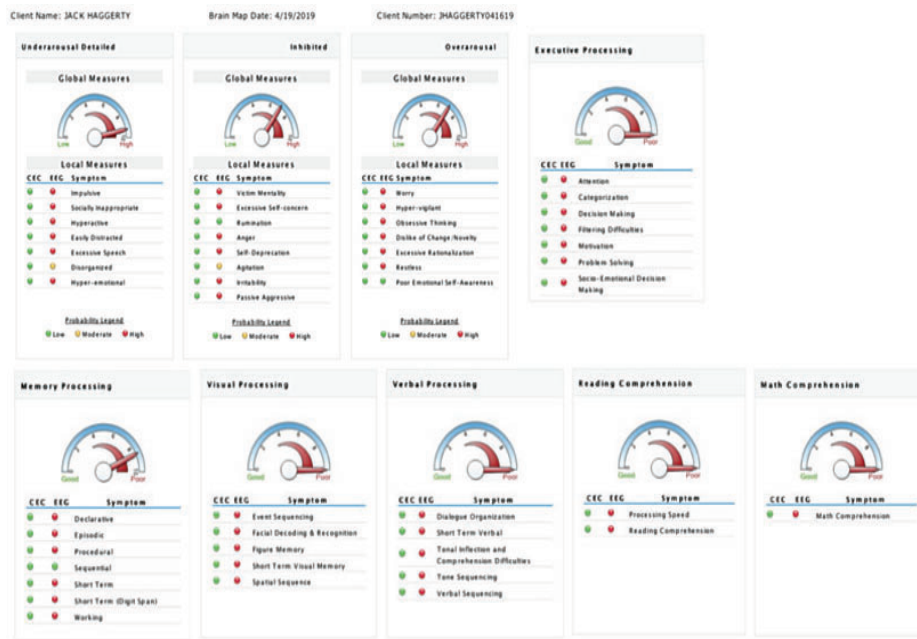 Client Name: JACK HAGGERTY Brain Map Date: 4/19/2019 Client Number: JHAGGERTY041619
Underarousal Detailed
Global Measures
Low High
Local Measures
CEC EEG Symptom
Impulsive
Socially Inappropriate
Hyperactive
Easily Distracted
Excessive Speech
Disorganized
Hyper-emotional
Probability Legend
Low Moderate High
Inhibited
Global Measures
Low High
Local Measures
CEC EEG Symptom
Victim Mentality
Excessive Self-concern
Rumination
Anger
Self-Deprecation
Agitation
Irritability
Passive Aggressive
Probability Legend
Low Moderate High
Overarousal
Global Measures
Low High
Local Measures
CEC EEG Symptom
Worry
Hyper-vigilant
Obsessive Thinking
Dislike of Change/Novelty
Excessive Rationalization
Restless
Poor Emotional Self-Awareness
Probability Legend
Low Moderate High
Executive Processing
Good Poor
CEC EEG Symptom
Attention
Categorization
Decision Making
Filtering Difficulties
Motivation
Problem Solving
Socio-Emotional Decision
Making
Memory Processing
Good Poor
CEC EEG Symptom
Declarative
Episodic
Procedural
Sequential
Short Term
Short Term (Digit Span)
Working
Visual Processing
Good Poor
CEC EEG Symptom
Event Sequencing
Facial Decoding & Recognition
Figure Memory
Short Term Visual Memory
Spatial Sequence
Verbal Processing
Good Poor
CEC EEG Symptom
Dialogue Organization
Short Term Verbal
Tonal Inflection and
Comprehension Difficulties
Tone Sequencing
Verbal Sequencing
Reading Comprehension
Good Poor
CEC EEG Symptom
Processing Speed
Reading Comprehension
Math Comprehension
Good Poor
CEC EEG Symptom
Math Comprehension